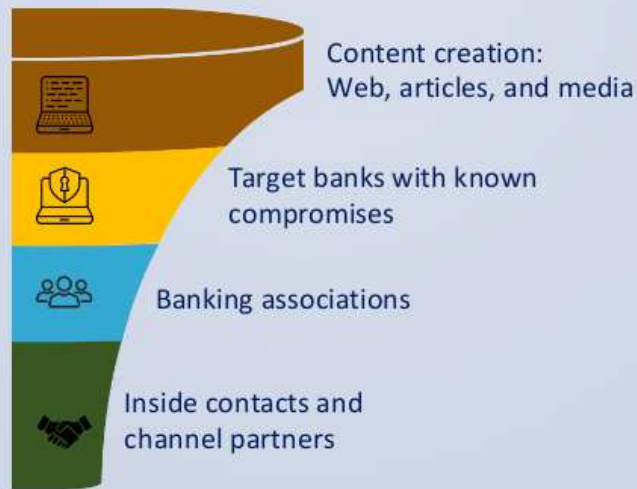 Content creation:
Web, articles, and media
Target banks with known
compromises
Banking associations
Inside contacts and
channel partners